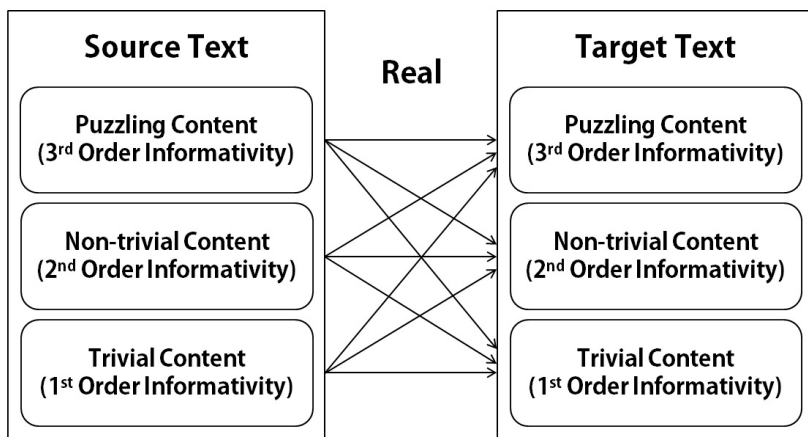 Source Text
Real
Target Text
Puzzling Content
(3rd Order Informativity)
Puzzling Content
(3rd Order Informativity)
Non-trivial Content
(2nd Order Informativity)
Non-trivial Content
(2nd Order Informativity)
Trivial Content
(1st Order Informativity)
Trivial Content
(1st Order Informativity)